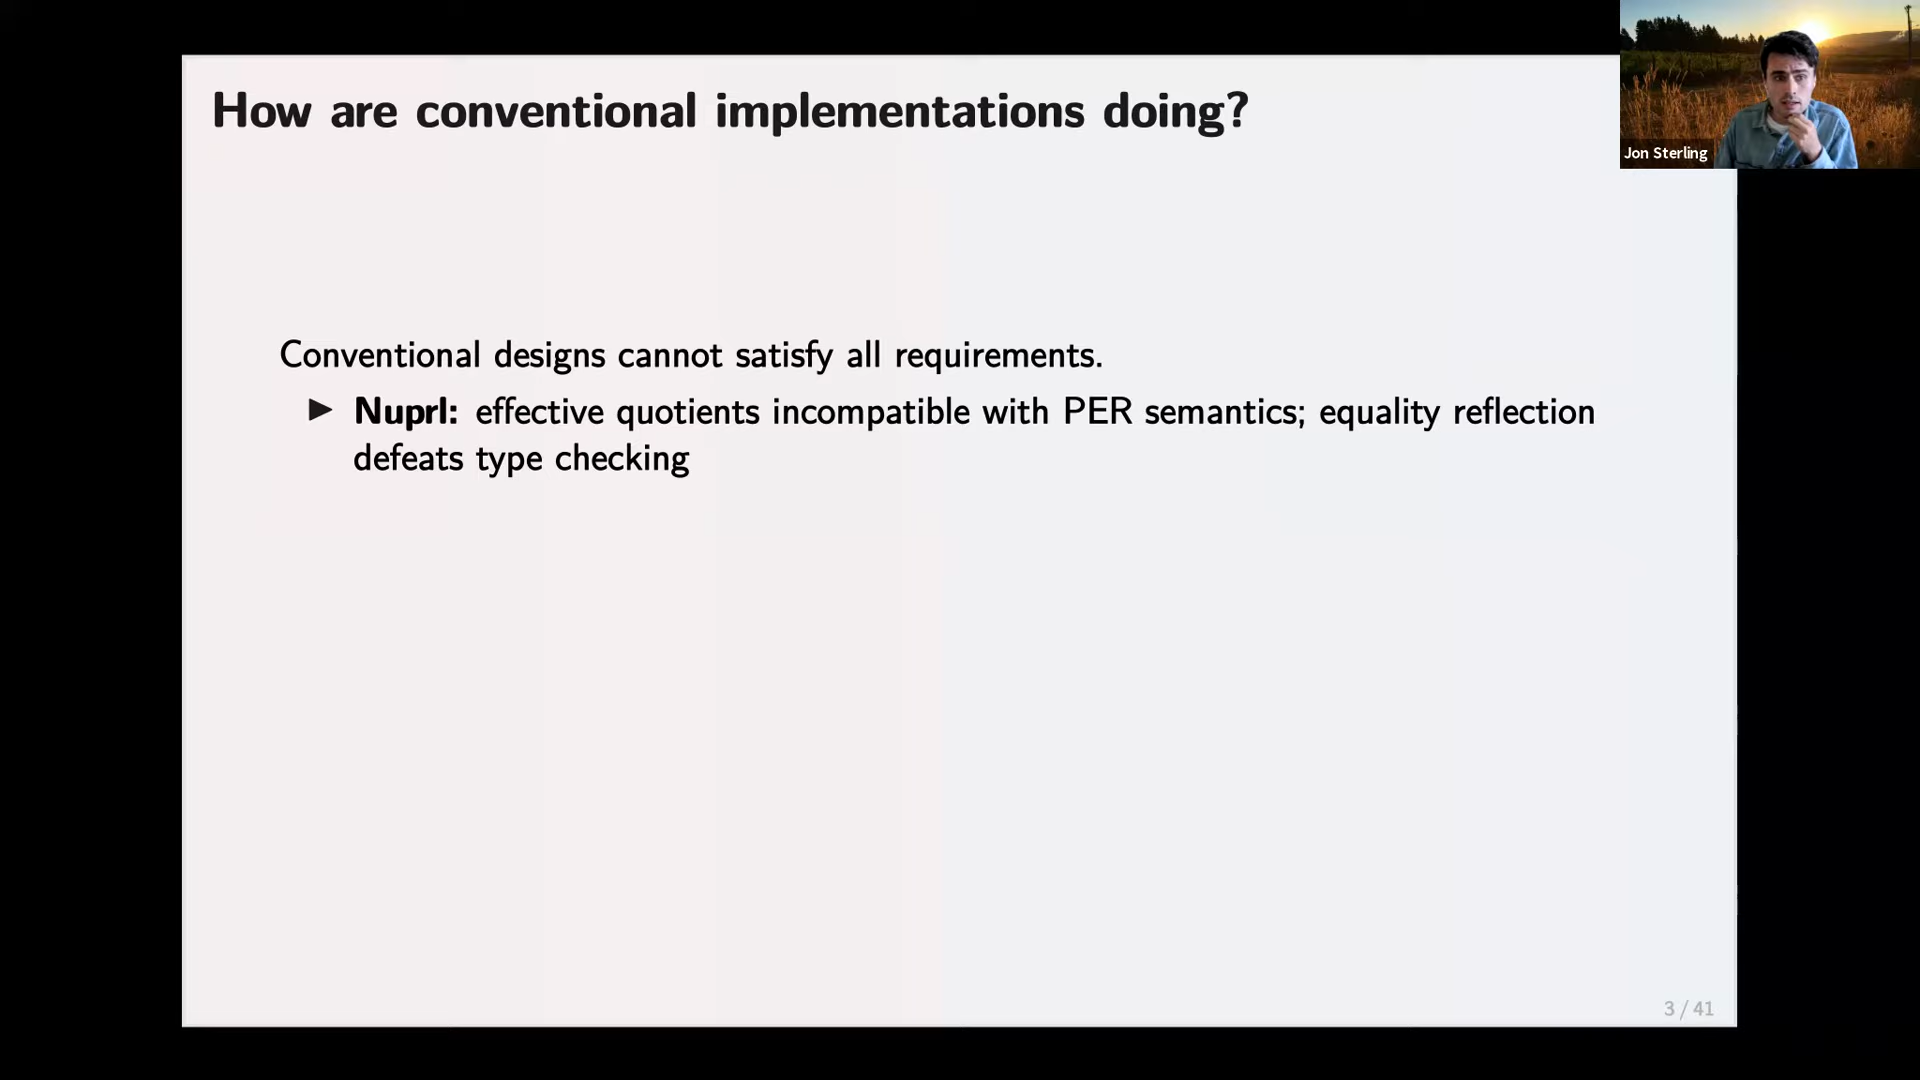 How are conventional implementations doing?
Jon Sterling
Conventional designs cannot satisfy all requirements.
▶ Nuprl: effective quotients incompatible with PER semantics; equality reflection
defeats type checking
3 / 41